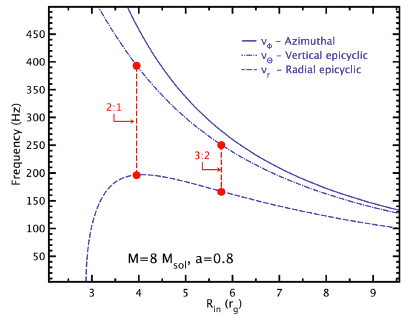 500
450
400
350
300
250
200
150
100
50
Frequency (Hz)
ν_Φ – Azimuthal
ν_Θ – Vertical epicyclic
ν_r – Radial epicyclic
2:1
3:2
M=8 M_sol, a=0.8
3 4 5 6 7 8 9
R_in (r_g)